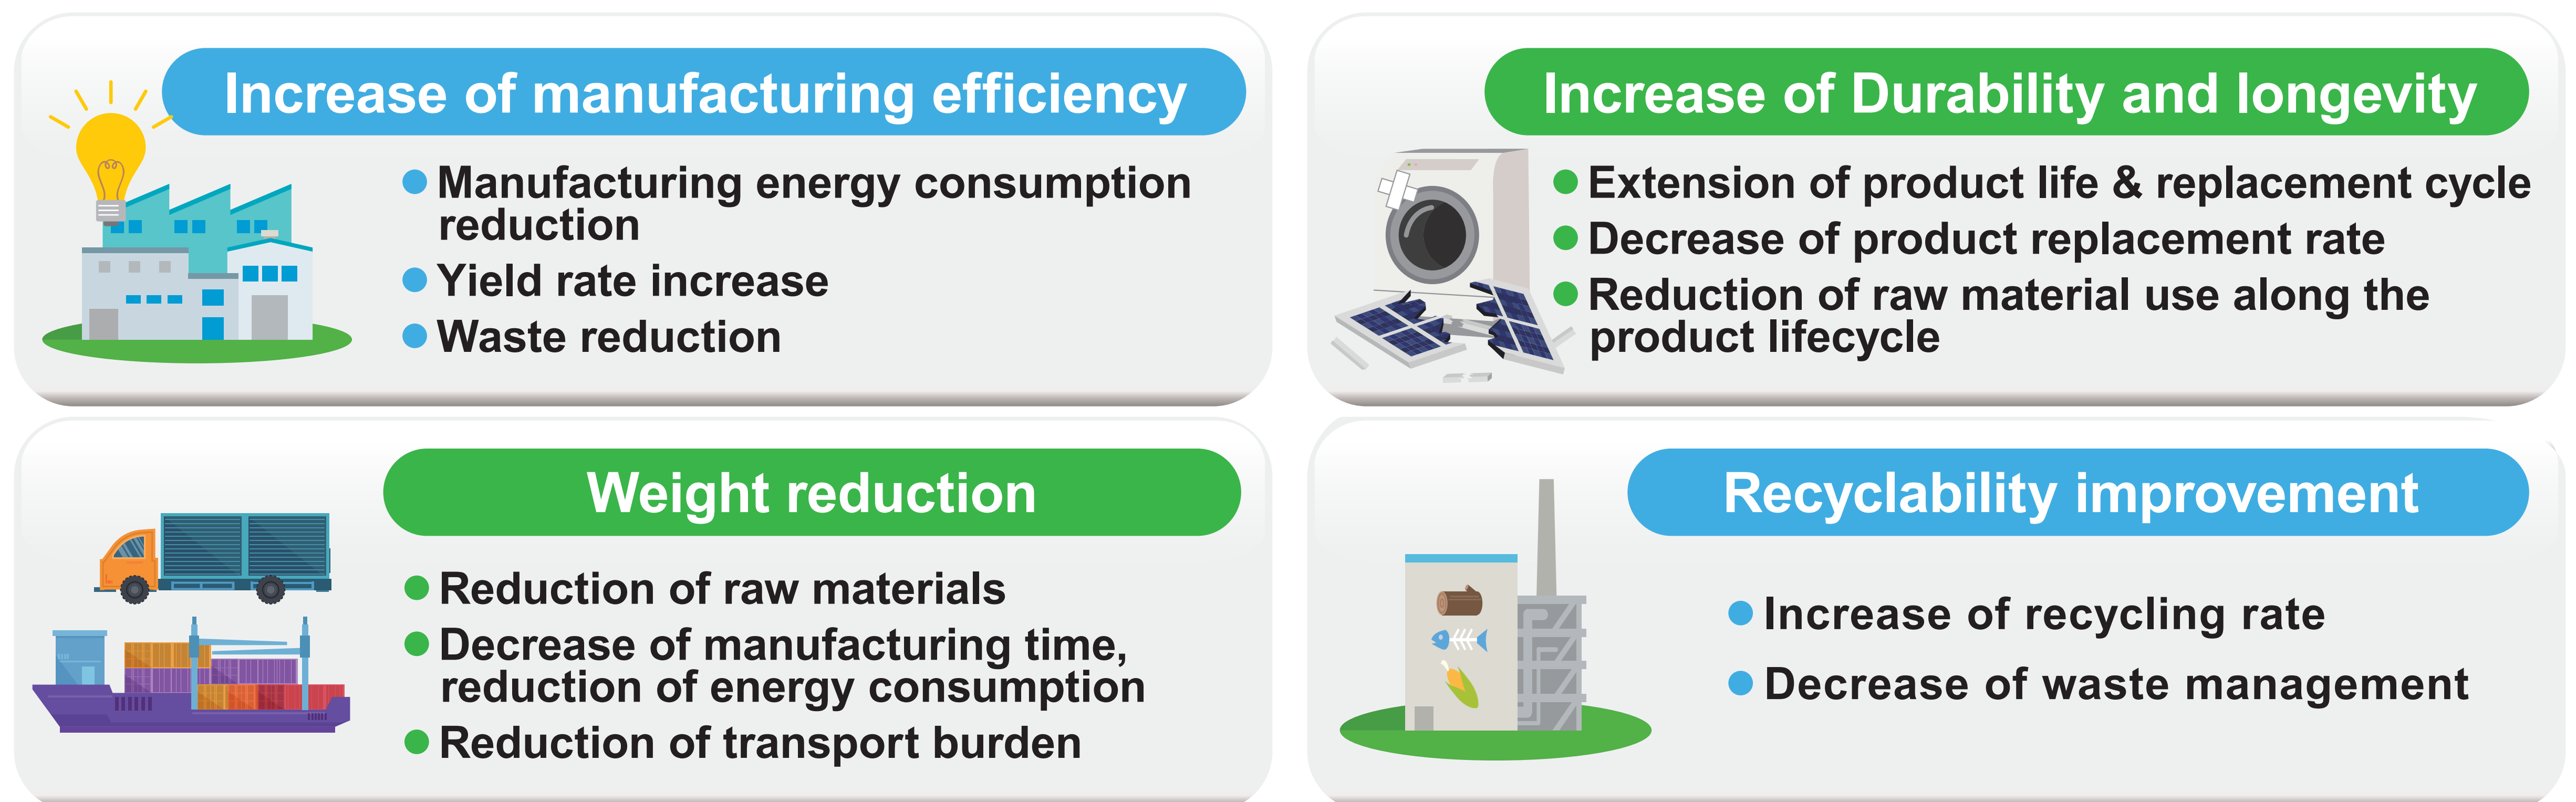 Increase of manufacturing efficiency
Manufacturing energy consumption
reduction
Yield rate increase
Waste reduction
Increase of Durability and longevity
Extension of product life & replacement cycle
Decrease of product replacement rate
Reduction of raw material use along the
product lifecycle
Weight reduction
Reduction of raw materials
Decrease of manufacturing time,
reduction of energy consumption
Reduction of transport burden
Recyclability improvement
Increase of recycling rate
Decrease of waste management